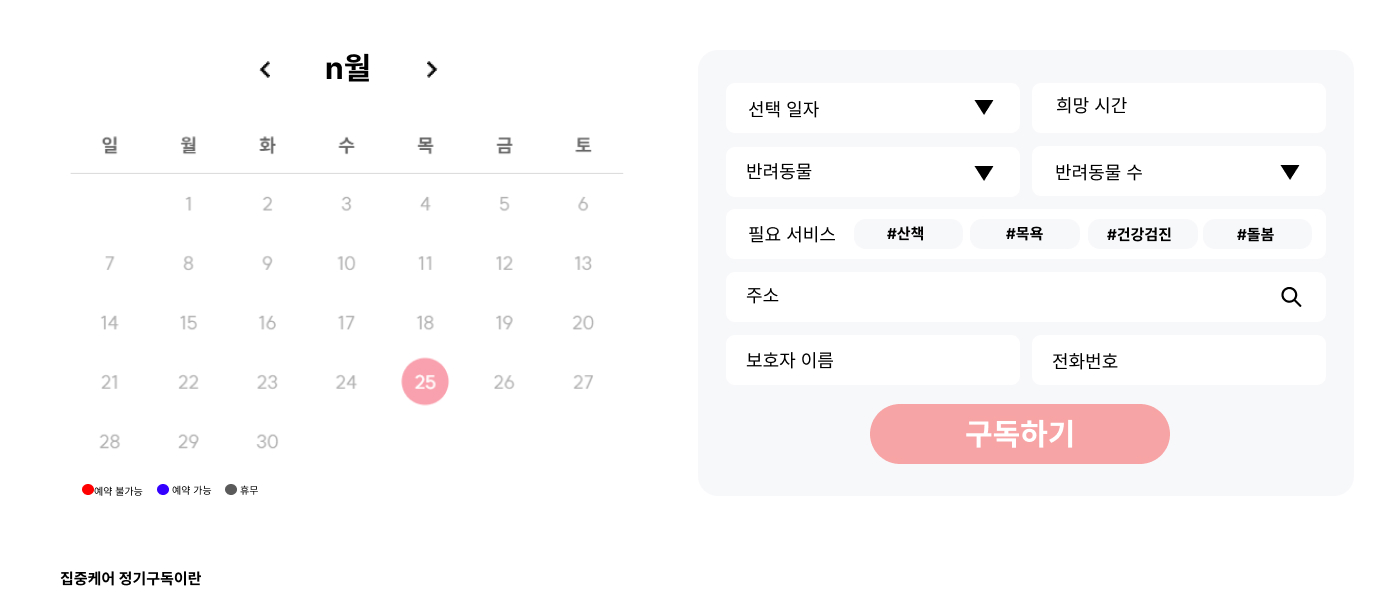 n월
일 월 화 수 목 금 토
1 2 3 4 5 6
7 8 9 10 11 12 13
14 15 16 17 18 19 20
21 22 23 24 25 26 27
28 29 30
예약 불가능 예약 가능 휴무
선택 일자 희망 시간
반려동물 반려동물 수
필요 서비스 #산책 #목욕 #건강검진 #돌봄
주소
보호자 이름 전화번호
구독하기
집중케어 정기구독이란